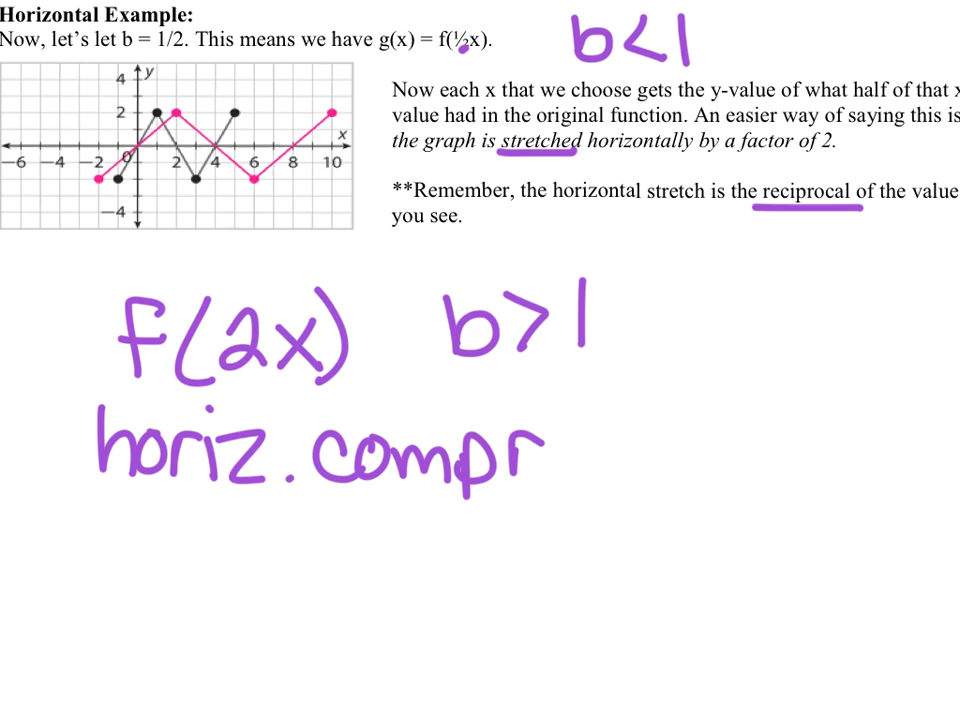 Horizontal Example:
Now, let's let b = 1/2. This means we have g(x) = f(½x).
b<1
4 y
2
x
−6 −4 −2 0 2 4 6 8 10
−4
Now each x that we choose gets the y-value of what half of that x
value had in the original function. An easier way of saying this is
the graph is stretched horizontally by a factor of 2.
**Remember, the horizontal stretch is the reciprocal of the value
you see.
f(2x) b>1
horiz. compr